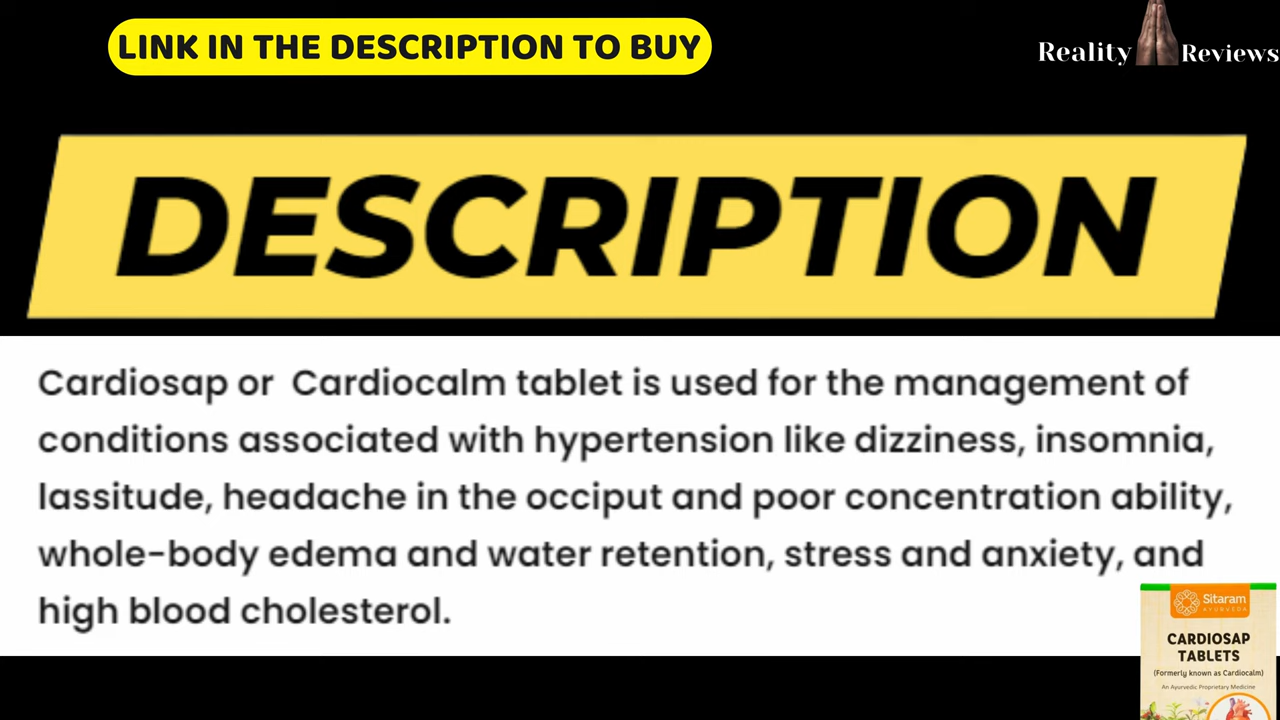 LINK IN THE DESCRIPTION TO BUY
Reality Reviews
DESCRIPTION
Cardiosap or Cardiocalm tablet is used for the management of
conditions associated with hypertension like dizziness, insomnia,
lassitude, headache in the occiput and poor concentration ability,
whole-body edema and water retention, stress and anxiety, and
high blood cholesterol.
Sitaram
AYURVEDA
CARDIOSAP
TABLETS
(Formerly known as Cardiocalm)
An Ayurvedic Proprietary Medicine